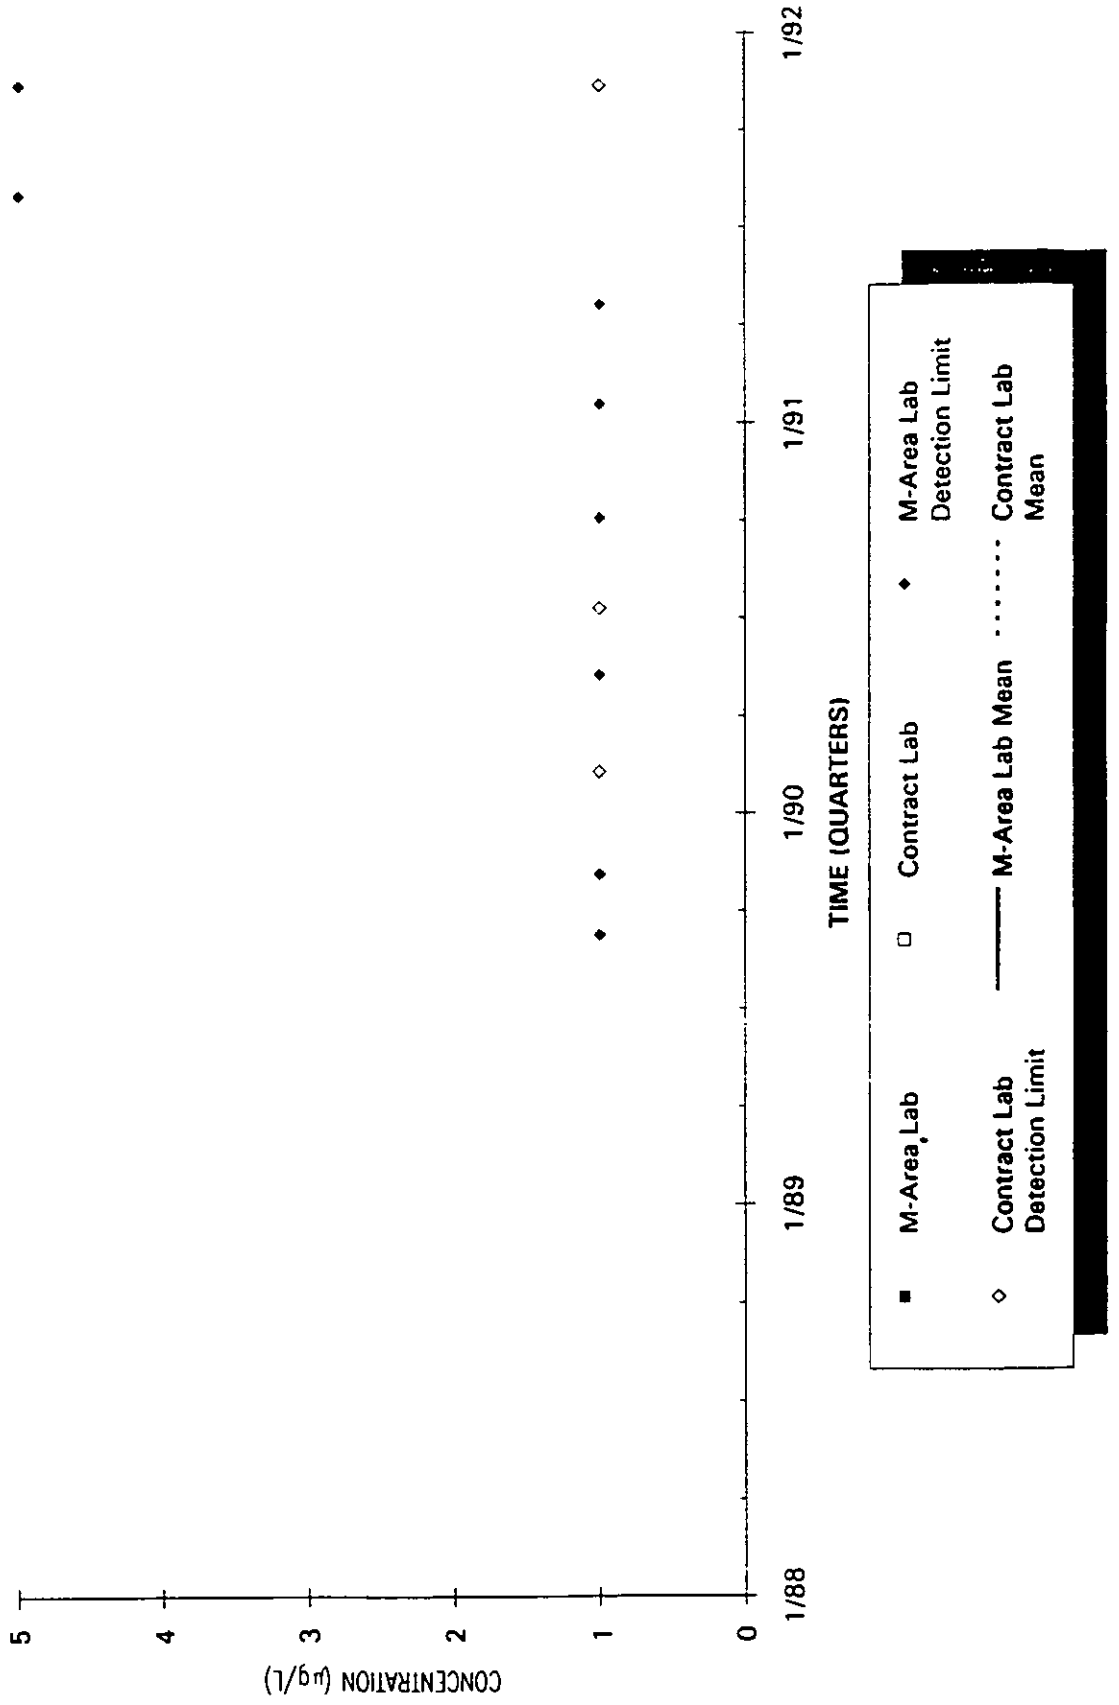 CONCENTRATION (µg/L)
5
4
3
2
1
0
1/88
1/89
1/90
1/91
1/92
TIME (QUARTERS)
M-Area Lab
Contract Lab
M-Area Lab
Detection Limit
Contract Lab
Detection Limit
M-Area Lab Mean
Contract Lab
Mean